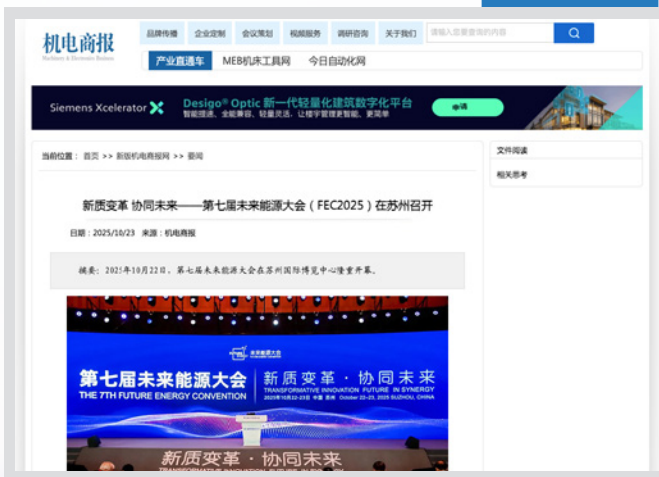 机电商报
Machinery & Electronics Business
品牌传播 企业定制 会议策划 视频服务 调研咨询 关于我们
请输入您要查询的内容
产业直通车 MEB机床工具网 今日自动化网
Siemens Xcelerator
Desigo® Optic 新一代轻量化建筑数字化平台
智能提速、全能兼容、轻量灵活，让楼宇管理更智能、更简单
申请
当前位置：首页 >> 新版机电商报网 >> 要闻
文件阅读
相关思考
新质变革 协同未来——第七届未来能源大会（FEC2025）在苏州召开
日期：2025/10/23 来源：机电商报
摘要：2025年10月22日，第七届未来能源大会在苏州国际博览中心隆重开幕。
未来能源大会
第七届未来能源大会
THE 7TH FUTURE ENERGY CONVENTION
新质变革·协同未来
TRANSFORMATIVE INNOVATION FUTURE IN SYNERGY
2025年10月22-23日 中国 苏州 October 22-23, 2025 SUZHOU, CHINA
新质变革·协同未来